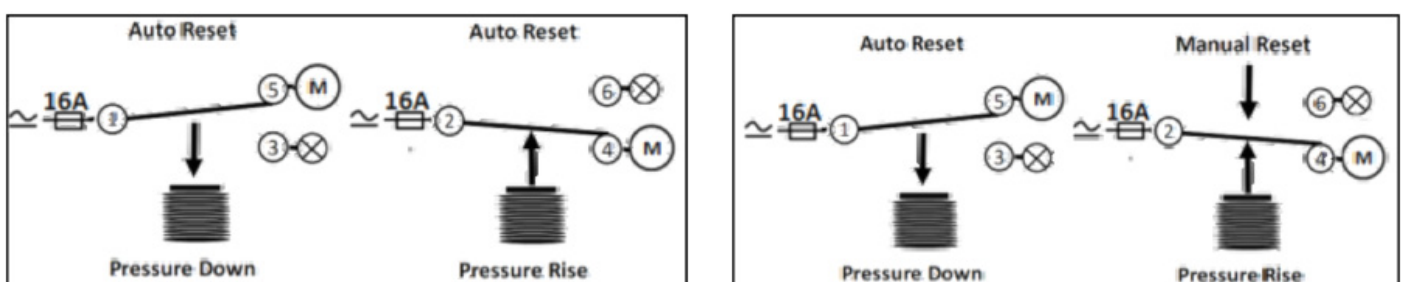 Auto Reset
Auto Reset
5 M
6
16A 1
16A 2
3
4 M
Pressure Down
Pressure Rise
Auto Reset
Manual Reset
5 M
6
16A 1
16A 2
3
4 M
Pressure Down
Pressure Rise